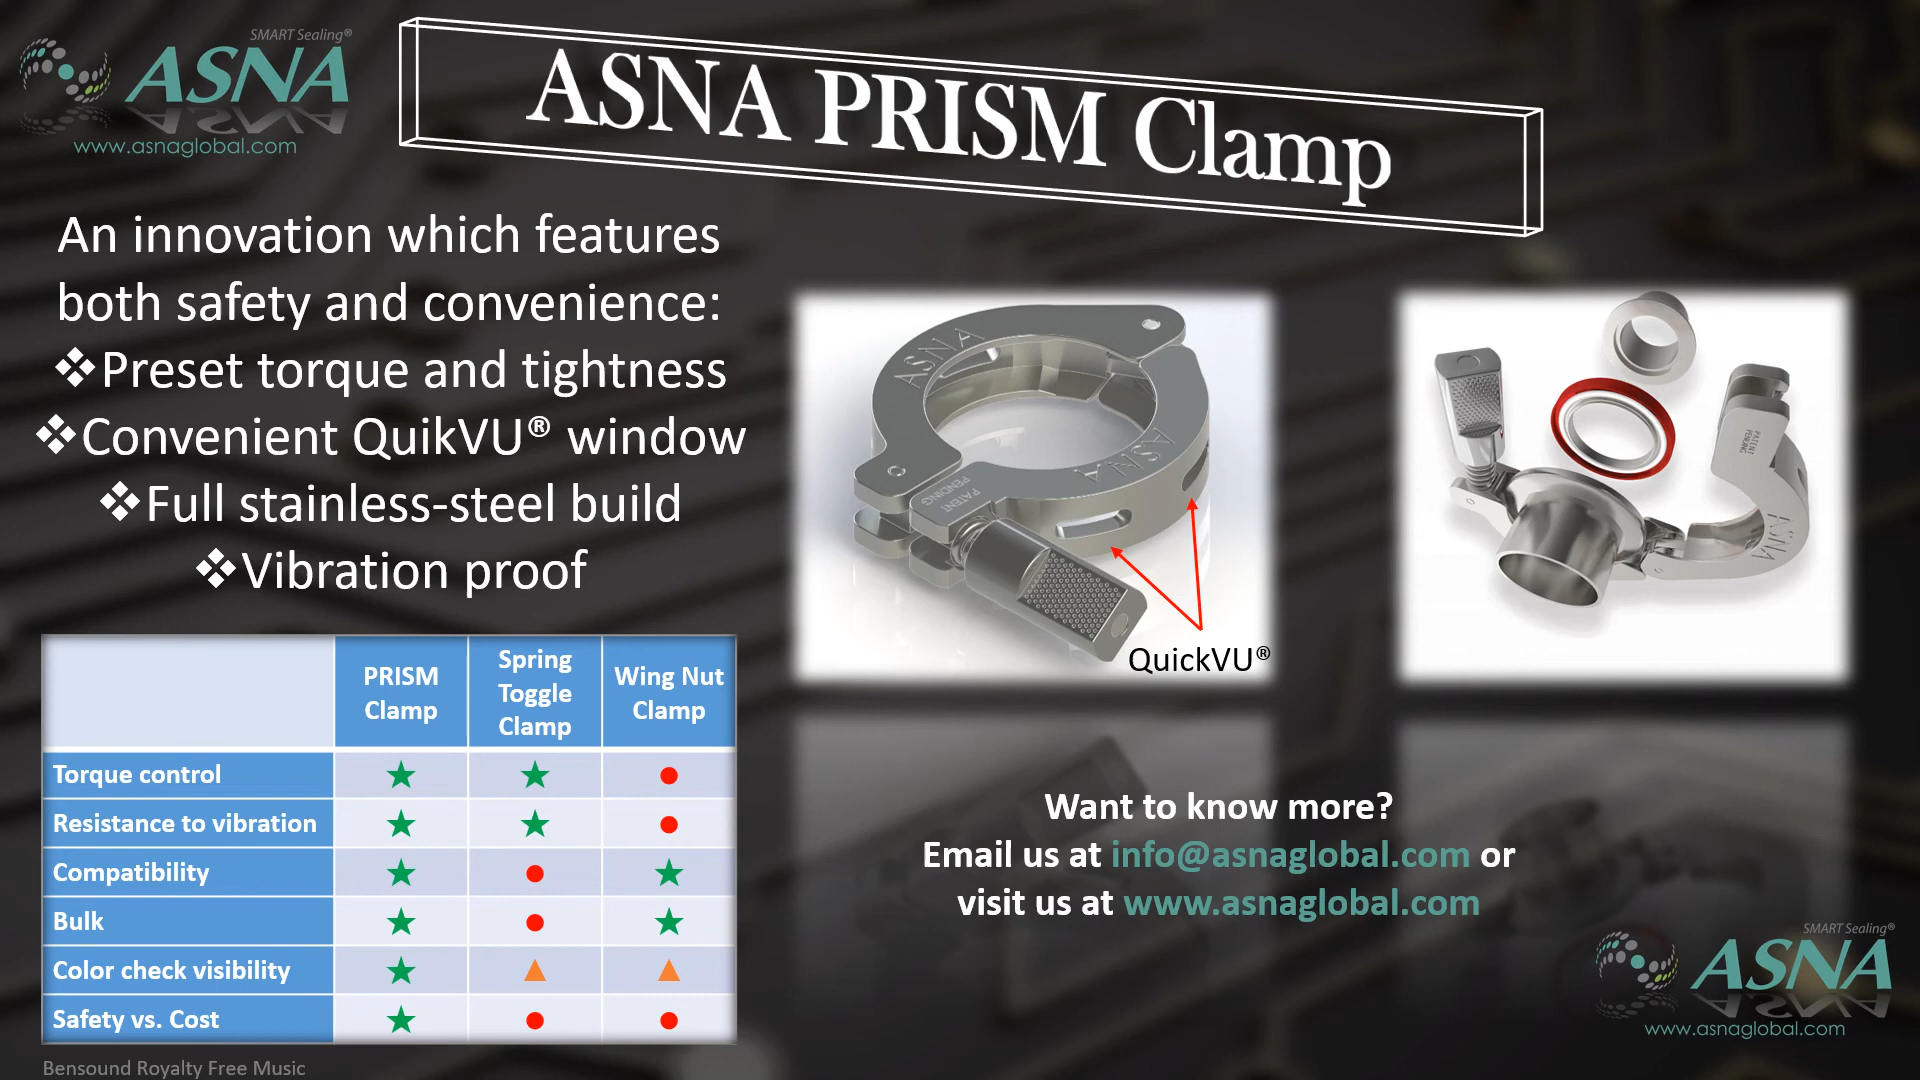 SMART Sealing®
ASNA
www.asnaglobal.com
ASNA PRISM Clamp
An innovation which features
both safety and convenience:
❖Preset torque and tightness
❖Convenient QuikVU® window
❖Full stainless-steel build
❖Vibration proof
ASNA
ASNA
PATENT
PENDING
QuickVU®
PATENT
PENDING
ASNA
PRISM Clamp
Spring Toggle Clamp
Wing Nut Clamp
Torque control ★ ★ ●
Resistance to vibration ★ ★ ●
Compatibility ★ ● ★
Bulk ★ ● ★
Color check visibility ★ ▲ ▲
Safety vs. Cost ★ ● ●
Want to know more?
Email us at info@asnaglobal.com or
visit us at www.asnaglobal.com
SMART Sealing®
ASNA
www.asnaglobal.com
Bensound Royalty Free Music